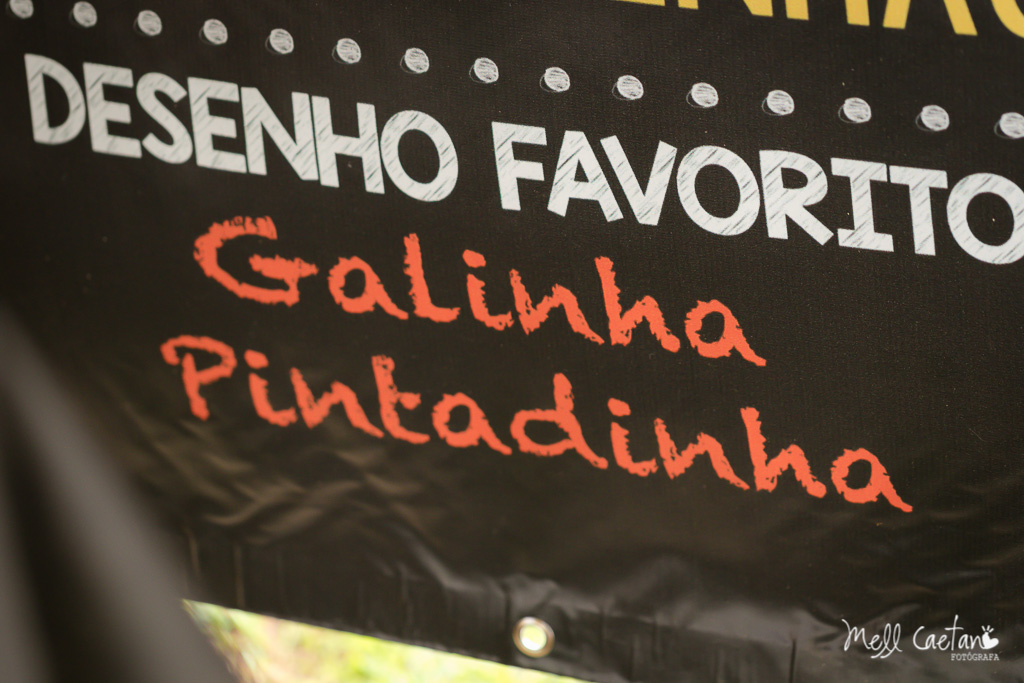 DESENHO FAVORITO
Galinha
Pintadinha
Mell Caetano
FOTÓGRAFA